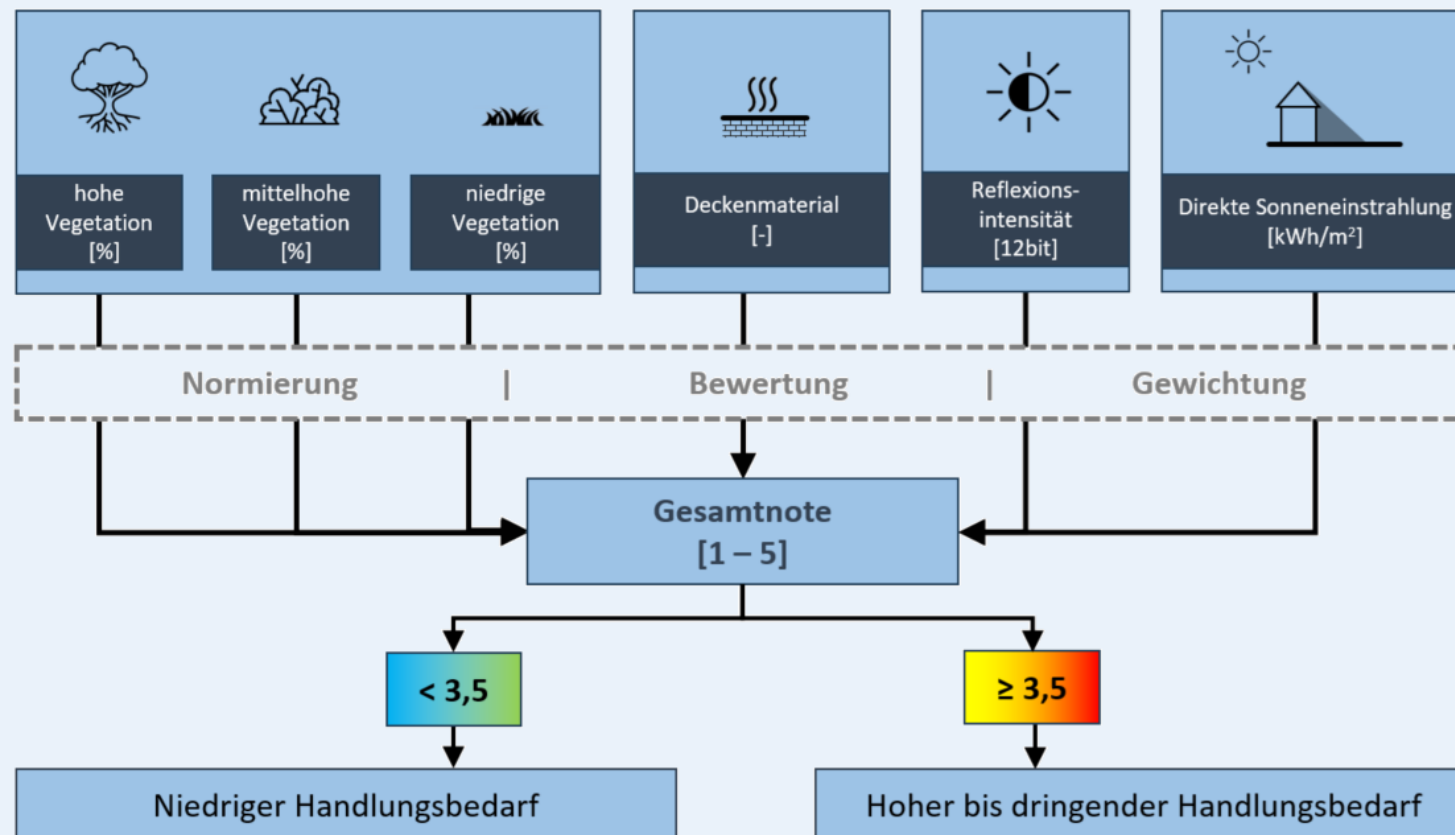 hohe
Vegetation
[%]
mittelhohe
Vegetation
[%]
niedrige
Vegetation
[%]
Deckenmaterial
[-]
Reflexions-
intensität
[12bit]
Direkte Sonneneinstrahlung
[kWh/m²]
Normierung | Bewertung | Gewichtung
Gesamtnote
[1 – 5]
< 3,5
≥ 3,5
Niedriger Handlungsbedarf
Hoher bis dringender Handlungsbedarf